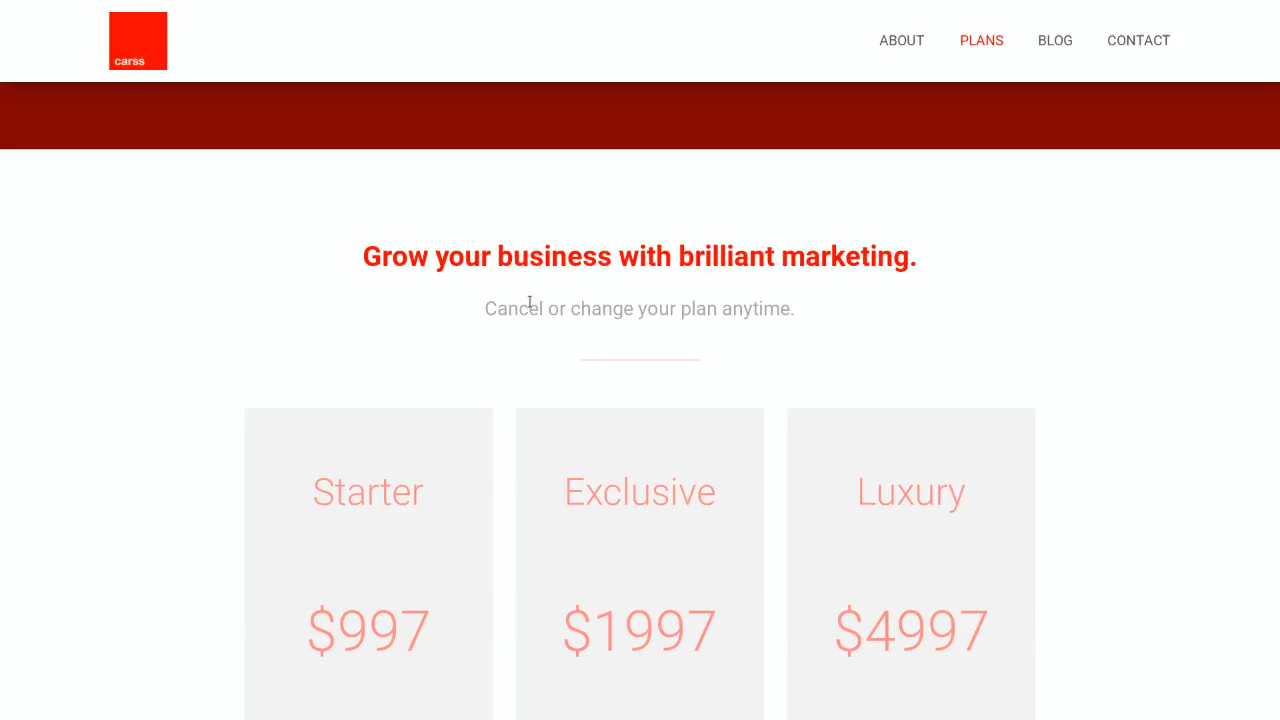 carss
ABOUT PLANS BLOG CONTACT
Grow your business with brilliant marketing.
Cancel or change your plan anytime.
Starter Exclusive Luxury
$997 $1997 $4997